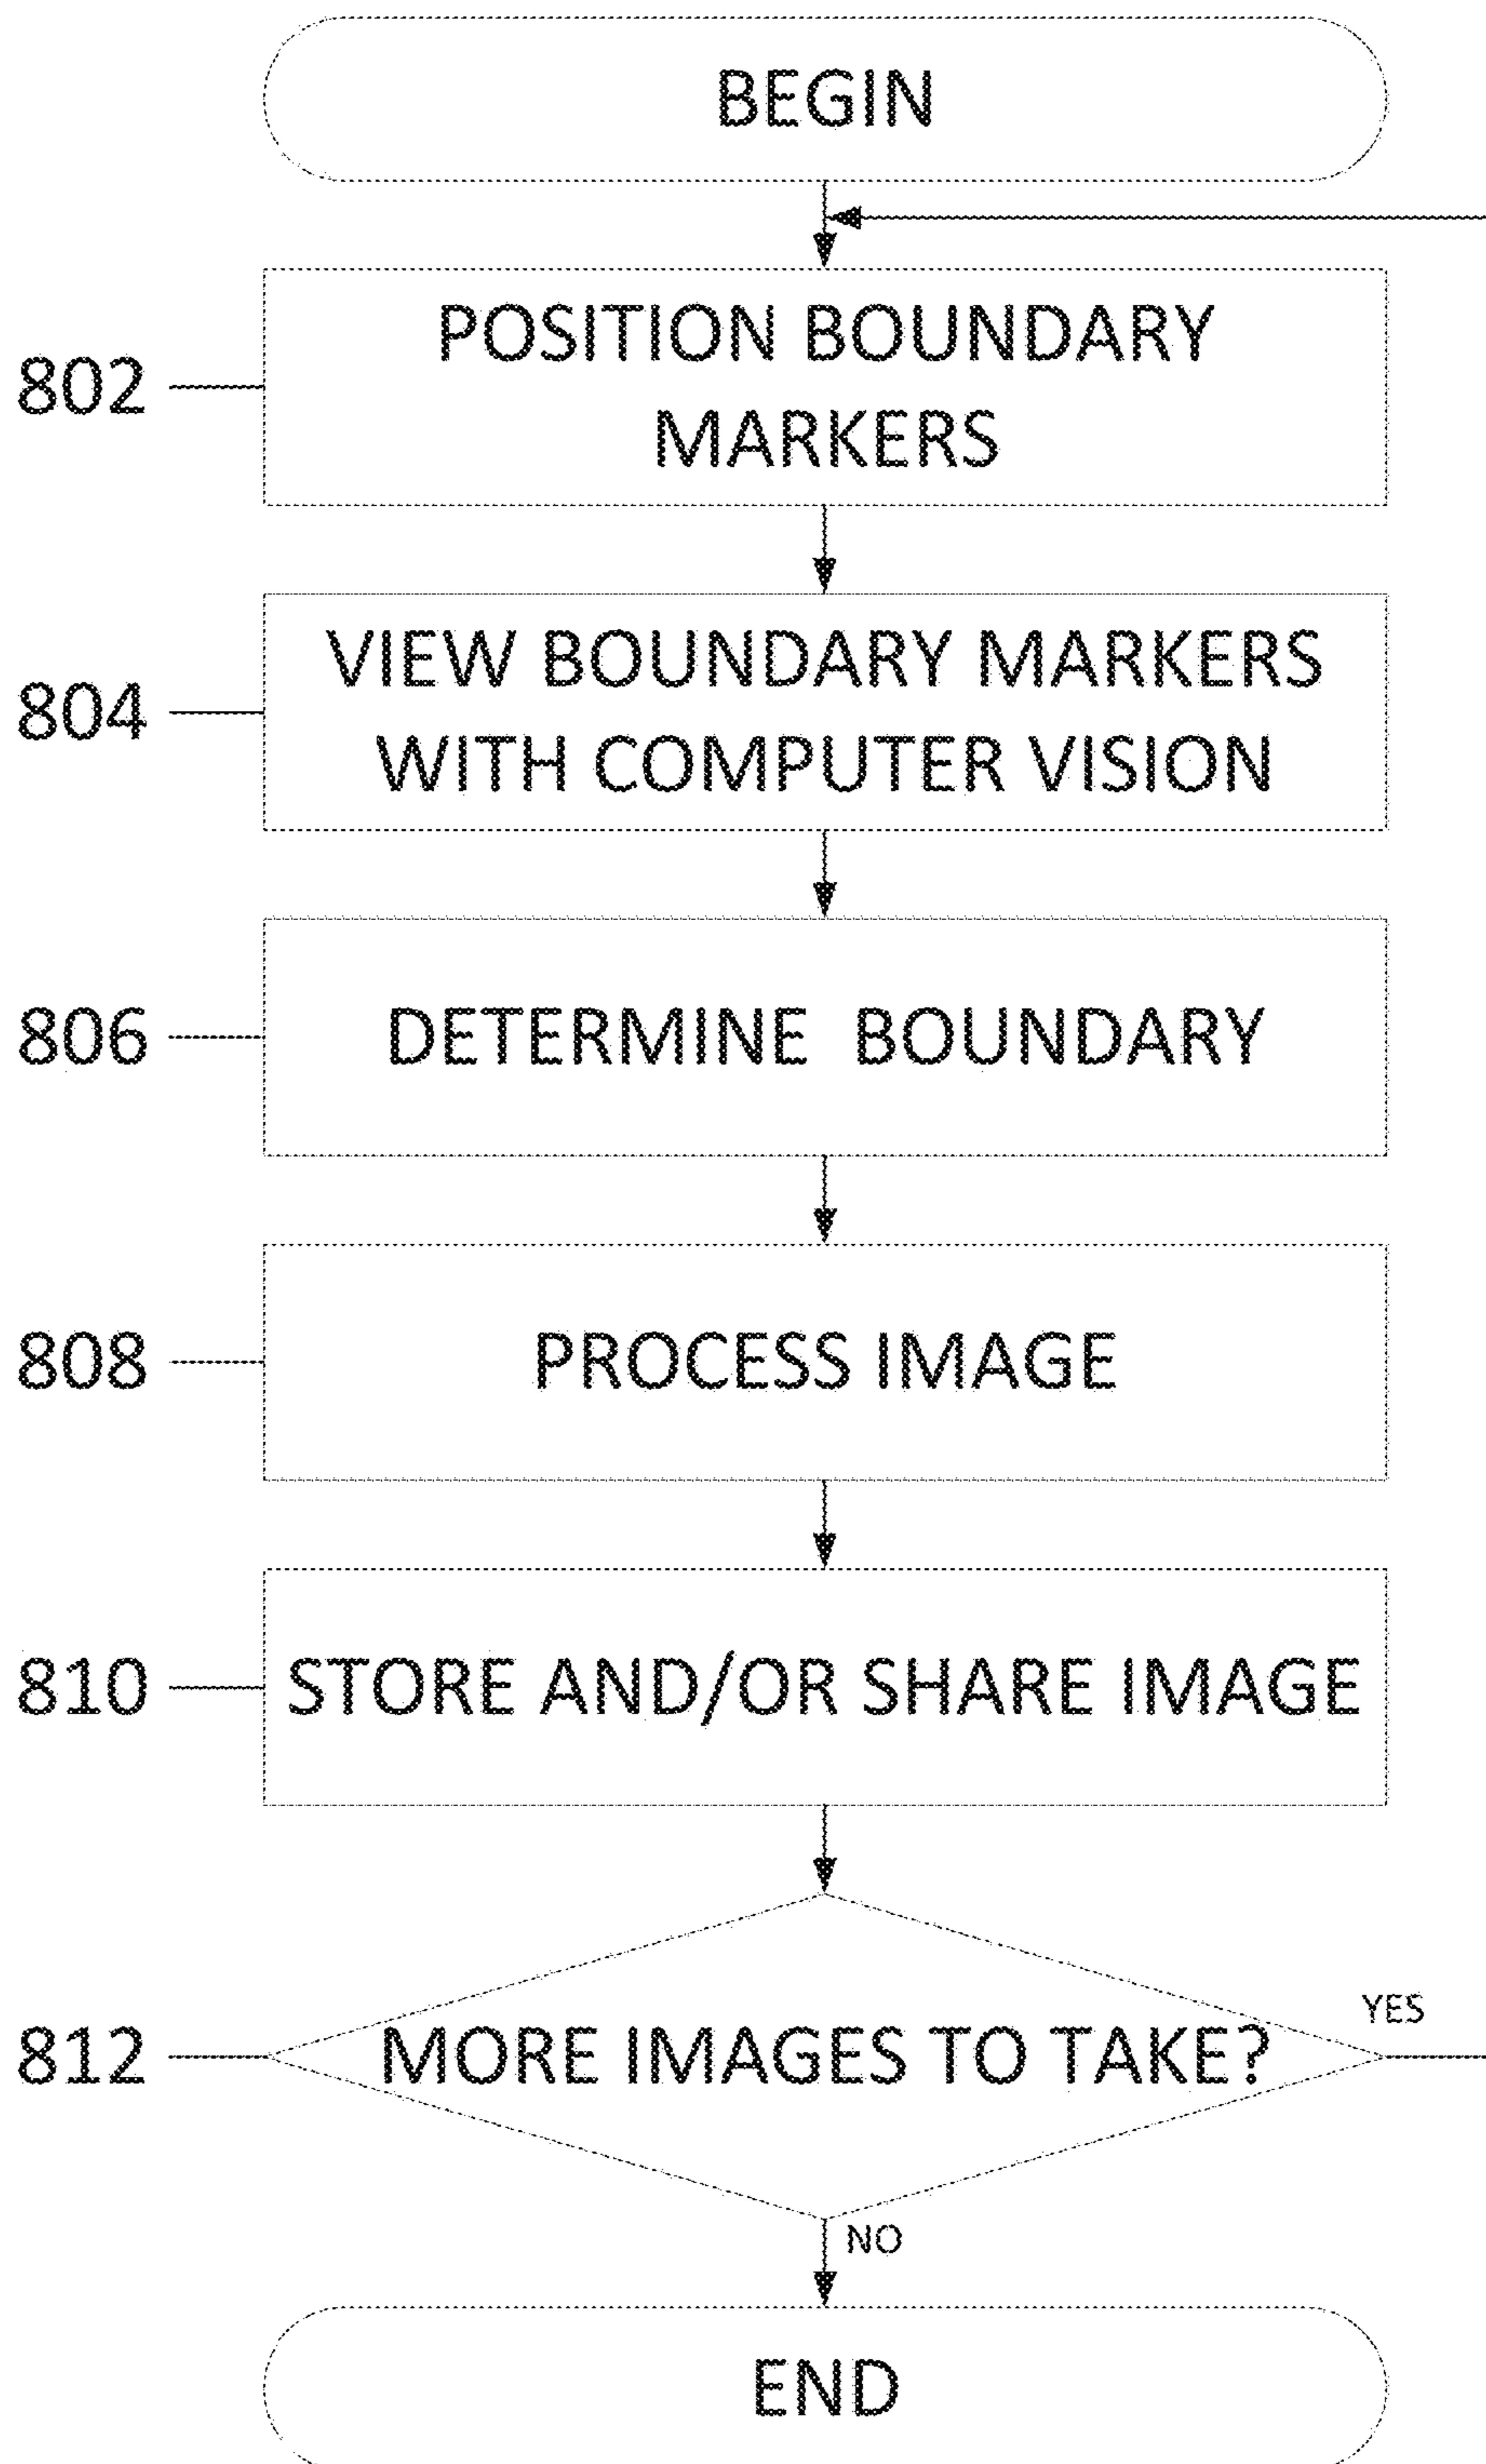 BEGIN
802
POSITION BOUNDARY
MARKERS
804
VIEW BOUNDARY MARKERS
WITH COMPUTER VISION
806
DETERMINE BOUNDARY
808
PROCESS IMAGE
810
STORE AND/OR SHARE IMAGE
812
MORE IMAGES TO TAKE?
YES
NO
END